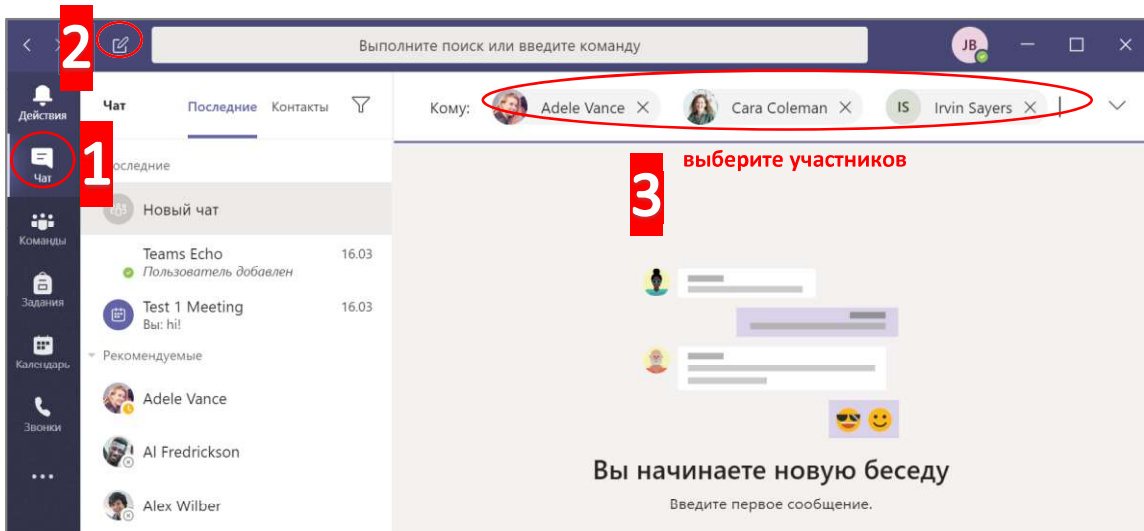 2
Выполните поиск или введите команду
JB
Действия
Чат
Последние
Контакты
Кому:
Adele Vance
Cara Coleman
IS
Irvin Sayers
1
Чат
Последние
3
выберите участников
Новый чат
Команды
Teams Echo
16.03
Пользователь добавлен
Задания
Test 1 Meeting
16.03
Вы: hi!
Календарь
Рекомендуемые
Adele Vance
Звонки
Al Fredrickson
Alex Wilber
Вы начинаете новую беседу
Введите первое сообщение.